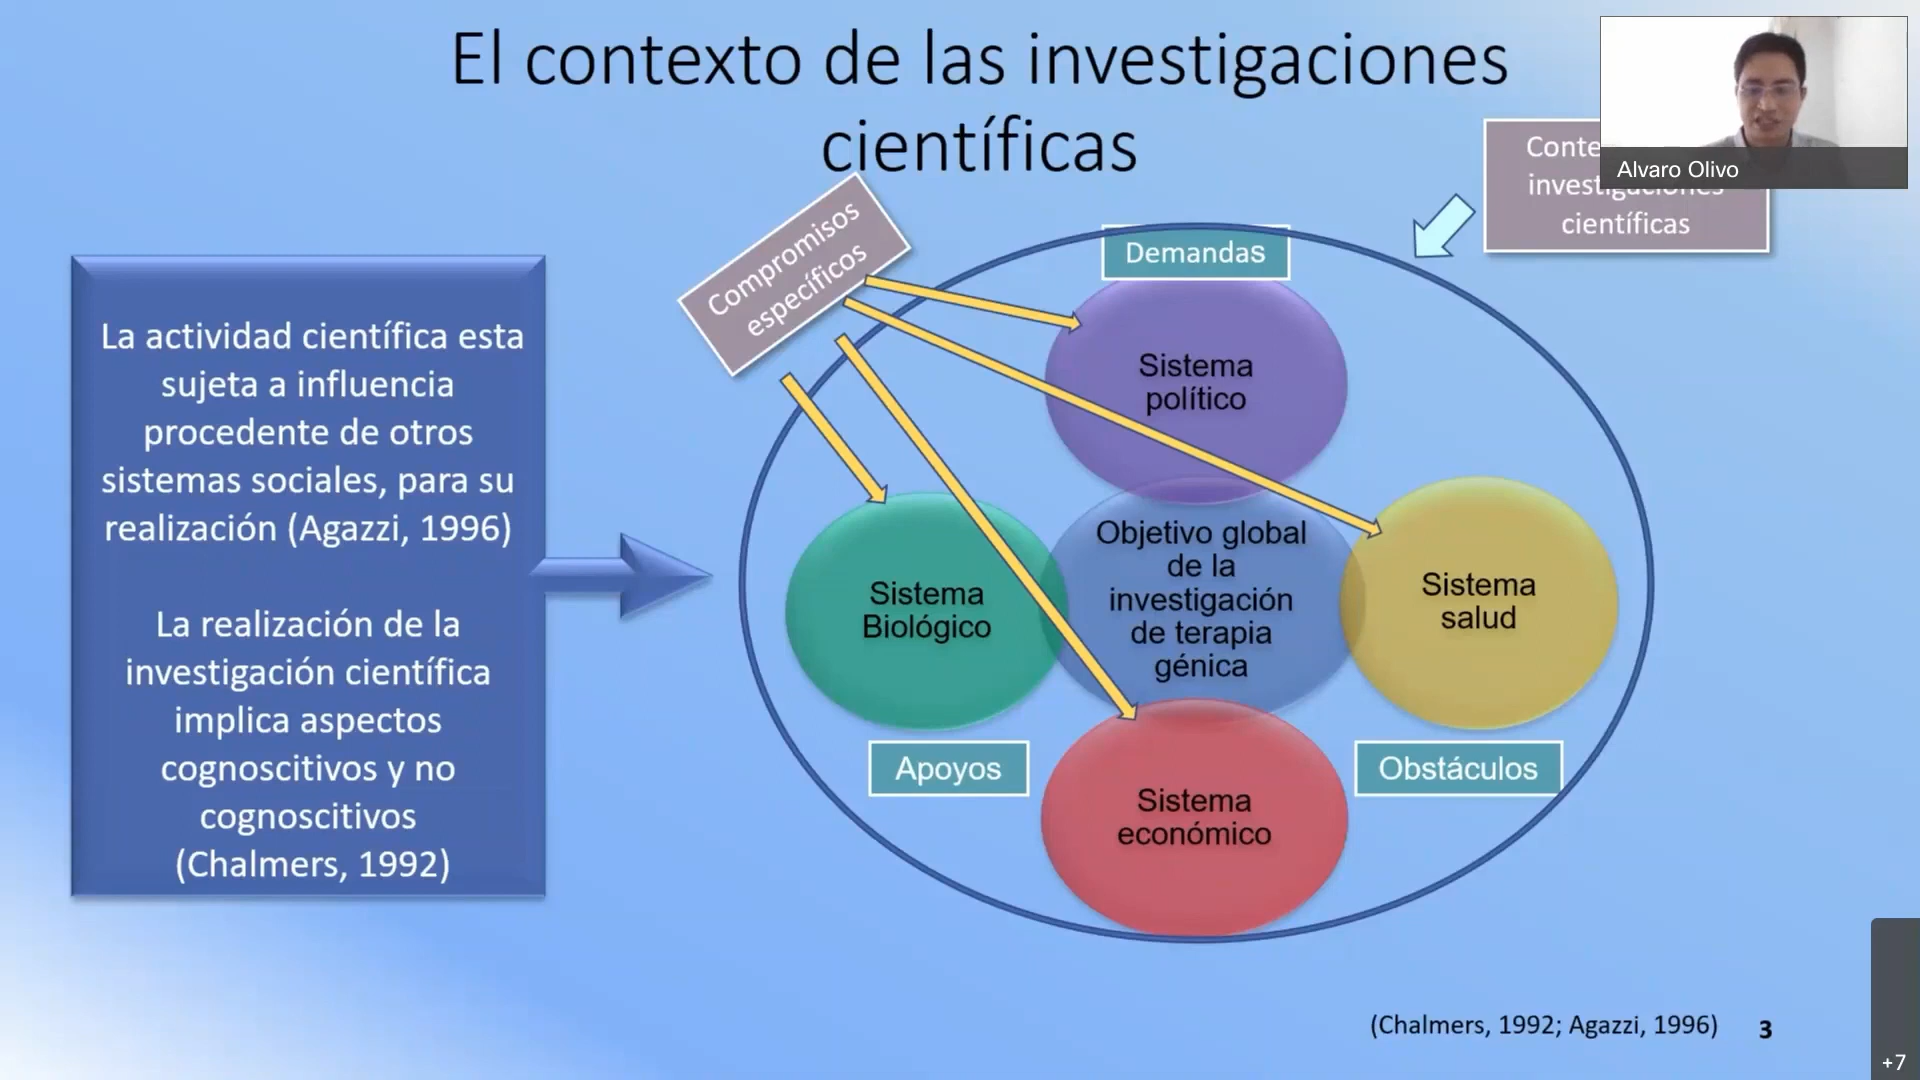 El contexto de las investigaciones
científicas
Alvaro Olivo
investigaciones
científicas
Compromisos
específicos
Demandas
La actividad científica esta
sujeta a influencia
procedente de otros
sistemas sociales, para su
realización (Agazzi, 1996)
La realización de la
investigación científica
implica aspectos
cognoscitivos y no
cognoscitivos
(Chalmers, 1992)
Sistema
político
Sistema
Biológico
Objetivo global
de la
investigación
de terapia
génica
Sistema
salud
Apoyos
Obstáculos
Sistema
económico
(Chalmers, 1992; Agazzi, 1996)
3
+7